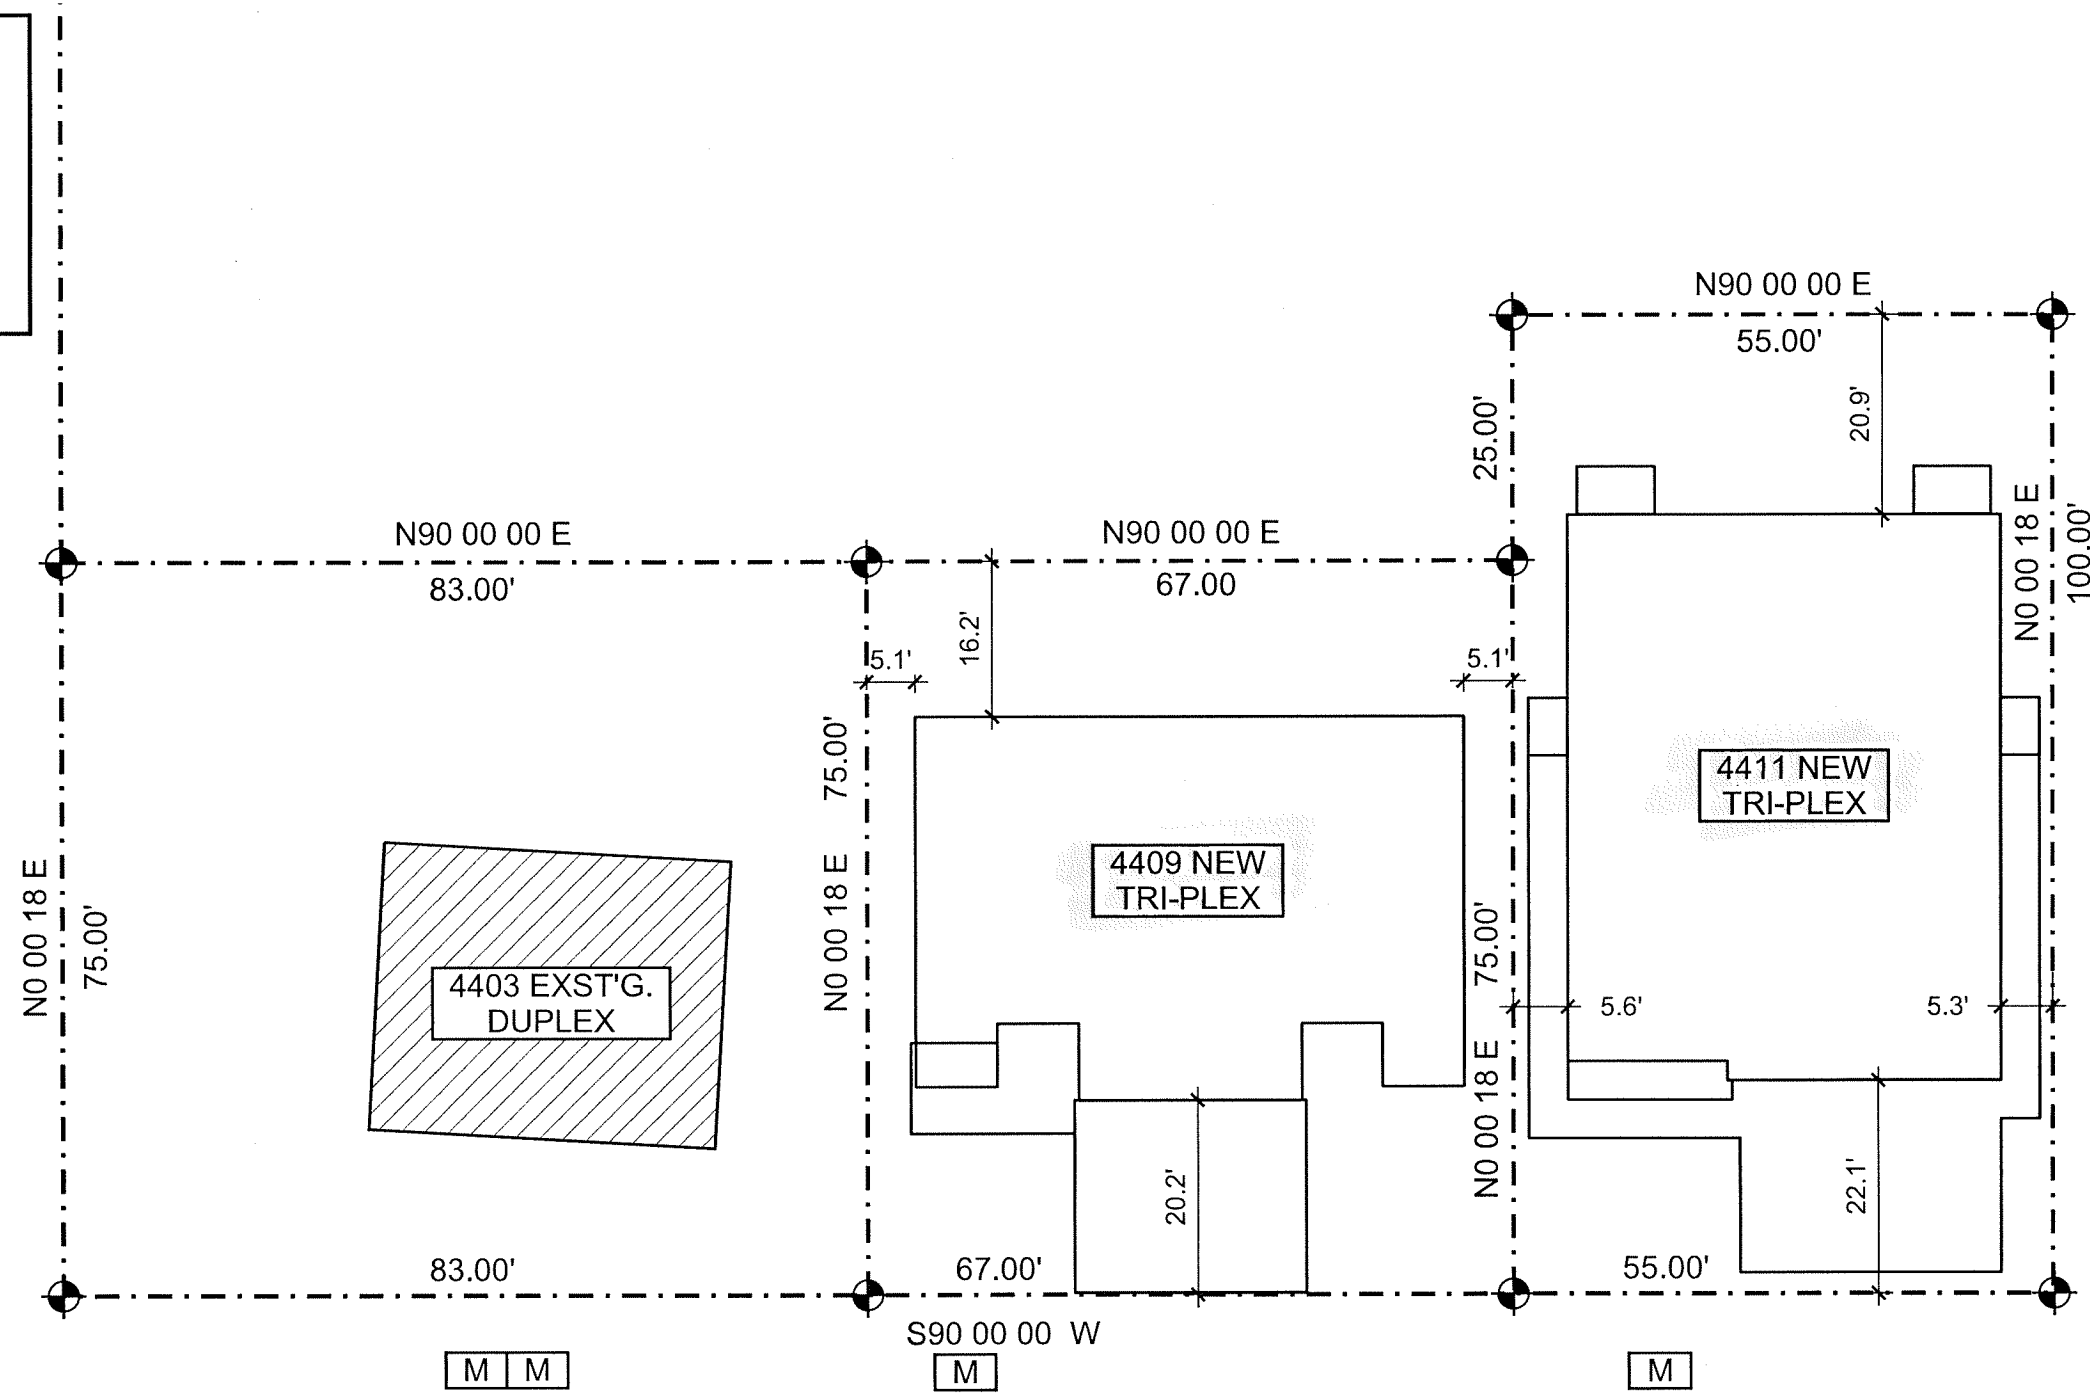 N90 00 00 E
55.00'
20.9'
25.00'
N0 00 18 E
100.00'
N90 00 00 E
83.00'
N90 00 00 E
67.00
16.2'
5.1'
5.1'
75.00'
N0 00 18 E
4411 NEW
TRI-PLEX
4409 NEW
TRI-PLEX
N0 00 18 E
75.00'
4403 EXST'G.
DUPLEX
75.00'
N0 00 18 E
5.6'
5.3'
20.2'
22.1'
83.00'
67.00'
55.00'
S90 00 00 W
M M
M
M